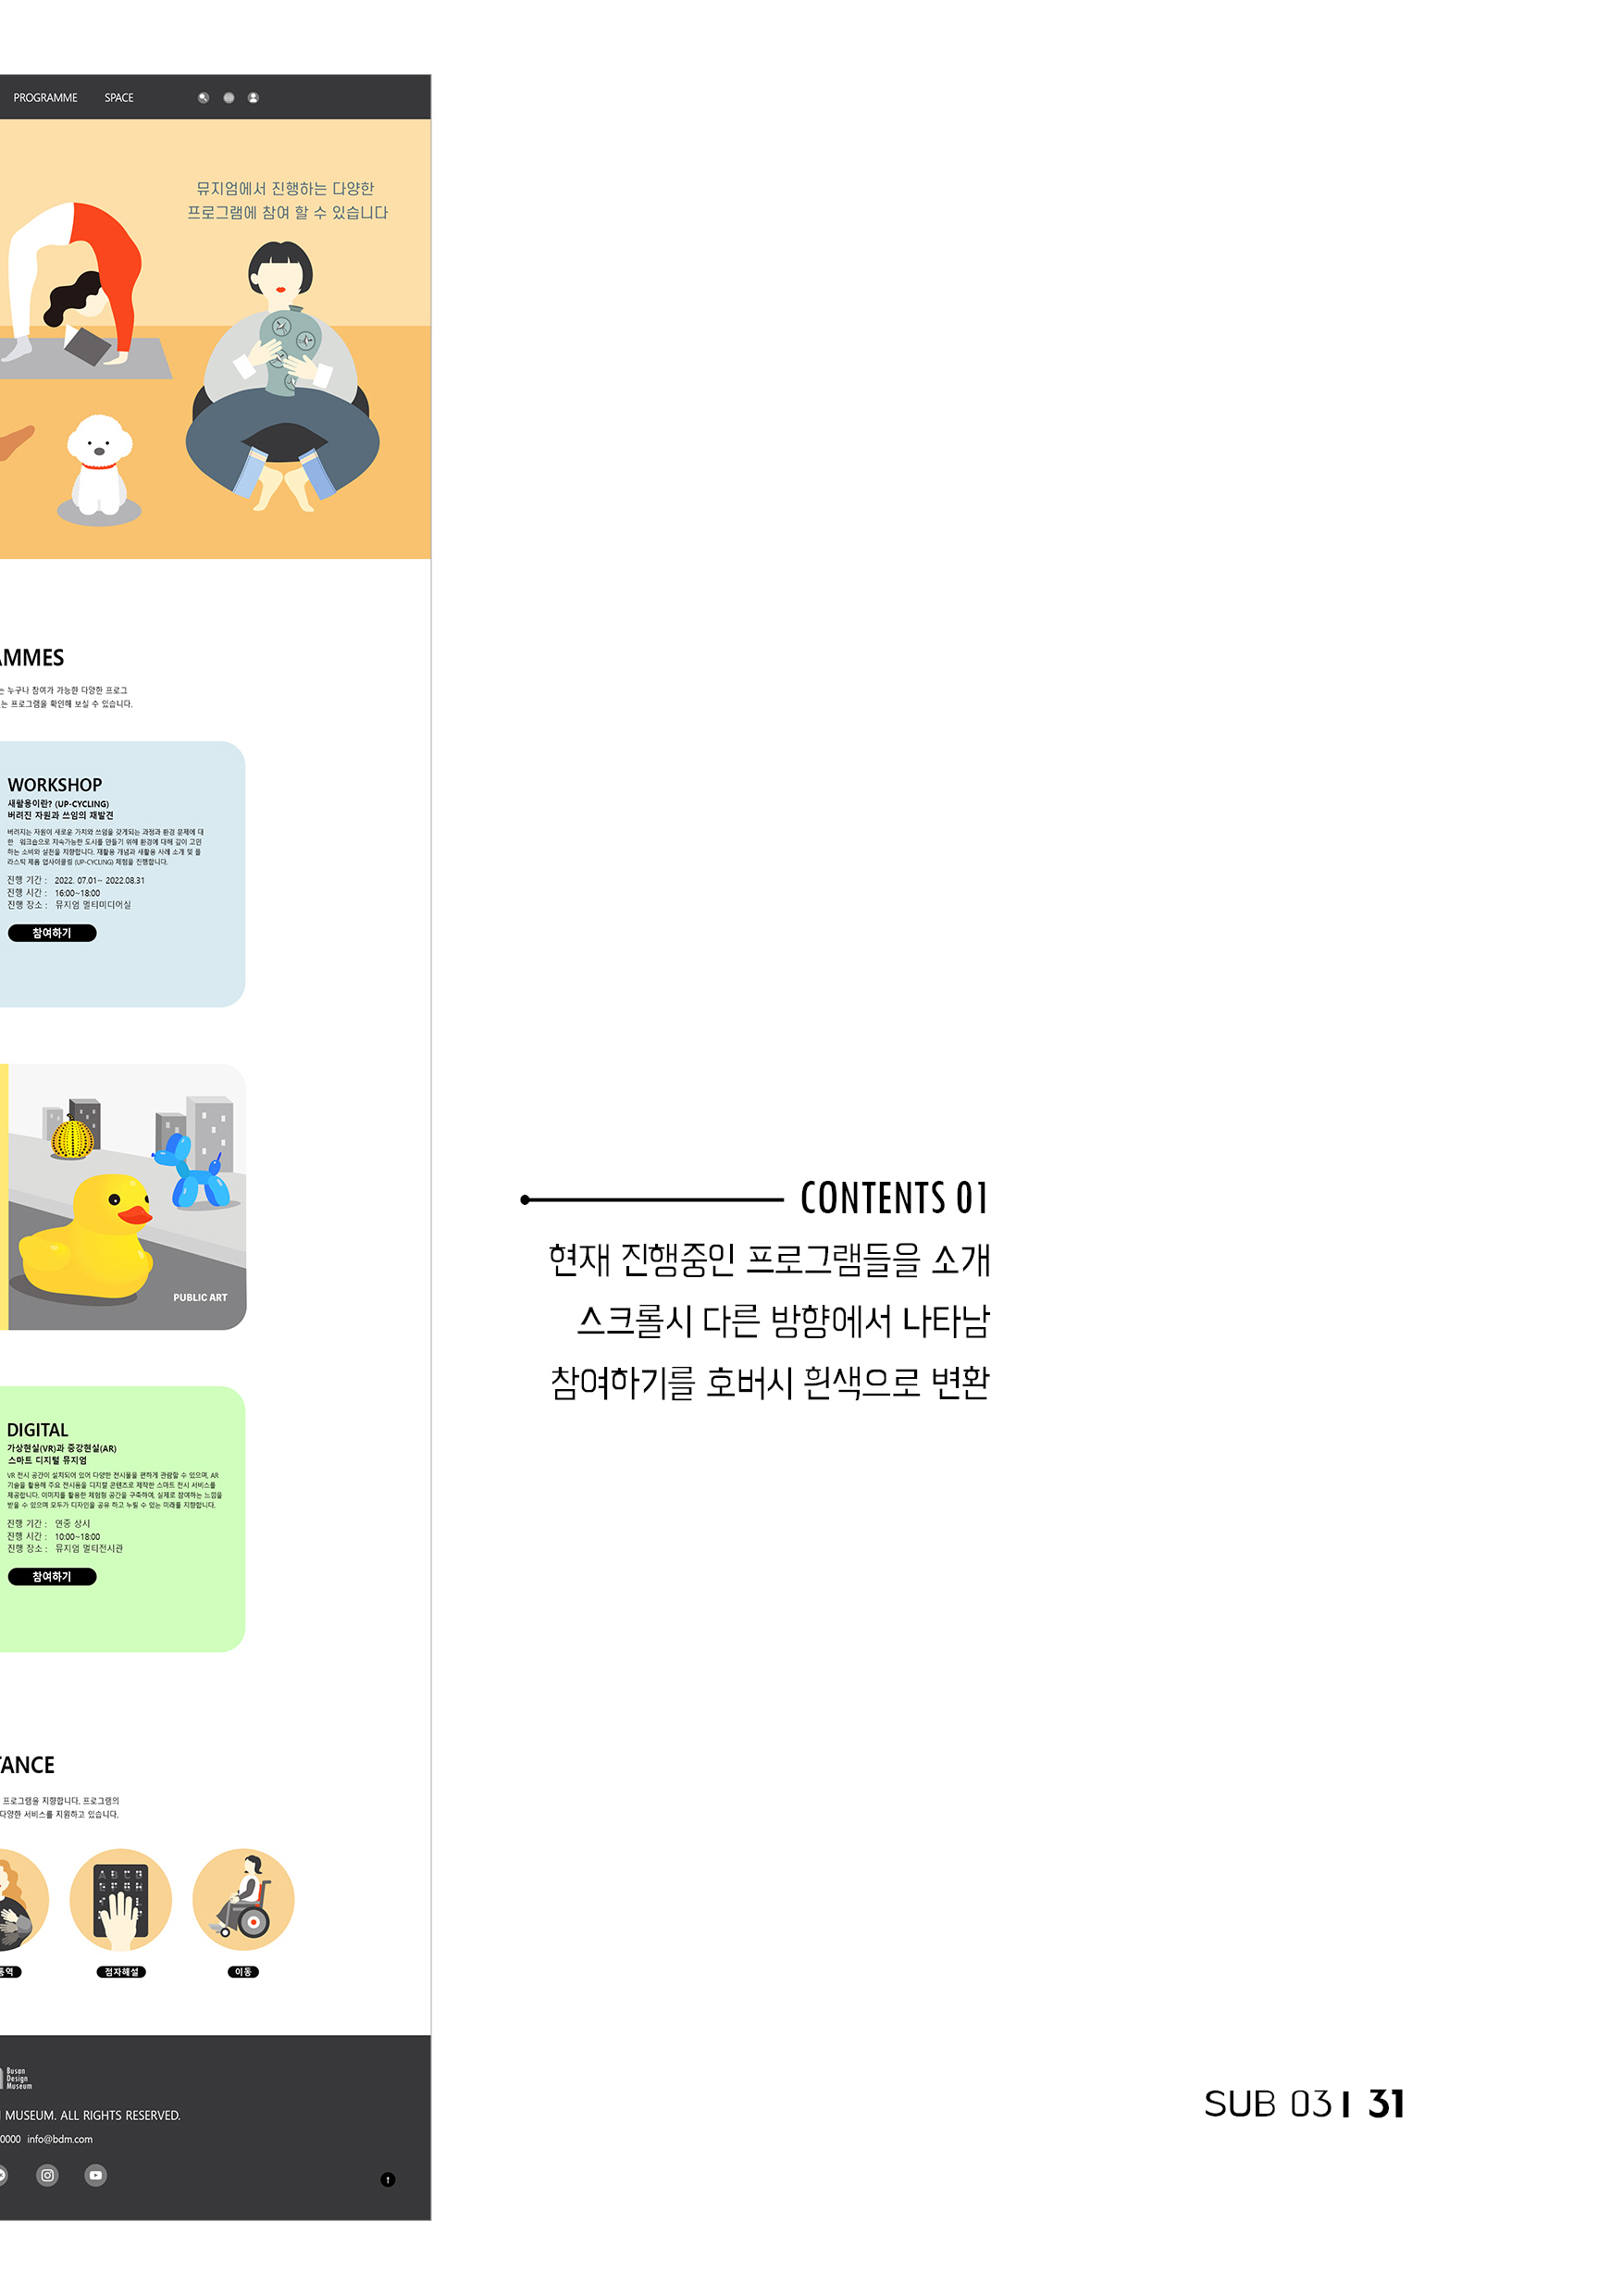 PROGRAMME SPACE
뮤지엄에서 진행하는 다양한
프로그램에 참여 할 수 있습니다
AMMES
는 누구나 참여가 가능한 다양한 프로그
는 프로그램을 확인해 보실 수 있습니다.
WORKSHOP
새활용이란? (UP-CYCLING)
버려진 자원과 쓰임의 재발견
버려지는 자원이 새로운 가치와 쓰임을 갖게되는 과정과 환경 문제에 대
한 워크숍으로 지속가능한 도시를 만들기 위해 환경에 대해 깊이 고민
하는 소비와 실천을 지향합니다. 재활용 개념과 새활용 사례 소개 및 플
라스틱 제품 업사이클링 (UP-CYCLING) 체험을 진행합니다.
진행 기간 : 2022. 07.01~ 2022.08.31
진행 시간 : 16:00~18:00
진행 장소 : 뮤지엄 멀티미디어실
참여하기
PUBLIC ART
CONTENTS 01
현재 진행중인 프로그램들을 소개
스크롤시 다른 방향에서 나타남
참여하기를 호버시 흰색으로 변환
DIGITAL
가상현실(VR)과 증강현실(AR)
스마트 디지털 뮤지엄
VR 전시 공간이 설치되어 있어 다양한 전시물을 편하게 관람할 수 있으며, AR
기술을 활용해 주요 전시품을 디지털 콘텐츠로 제작한 스마트 전시 서비스를
제공합니다. 이미지를 활용한 체험형 공간을 구축하여, 실제로 참여하는 느낌을
받을 수 있으며 모두가 디자인을 공유 하고 누릴 수 있는 미래를 지향합니다.
진행 기간 : 연중 상시
진행 시간 : 10:00~18:00
진행 장소 : 뮤지엄 멀티전시관
참여하기
TANCE
프로그램을 지향합니다. 프로그램의
다양한 서비스를 지원하고 있습니다.
통역 점자해설 이동
Busan
Design
Museum
MUSEUM. ALL RIGHTS RESERVED.
0000 info@bdm.com
SUB 03 | 31